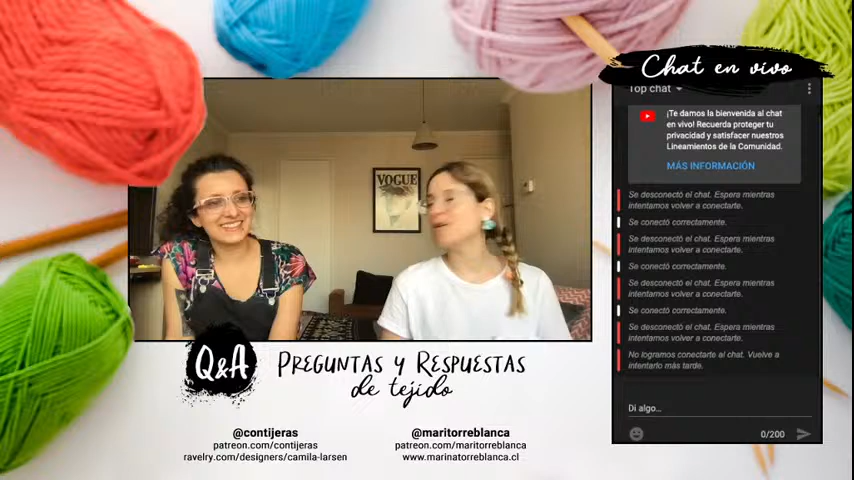 Chat en vivo
Top chat
¡Te damos la bienvenida al chat
en vivo! Recuerda proteger tu
privacidad y satisfacer nuestros
Lineamientos de la Comunidad.
MÁS INFORMACIÓN
Se desconectó el chat. Espera mientras
intentamos volver a conectarte.
Se conectó correctamente.
Se desconectó el chat. Espera mientras
intentamos volver a conectarte.
Se conectó correctamente.
Se desconectó el chat. Espera mientras
intentamos volver a conectarte.
Se conectó correctamente.
Se desconectó el chat. Espera mientras
intentamos volver a conectarte.
No logramos conectarte al chat. Vuelve a
intentarlo más tarde.
Di algo...
0/200
VOGUE
Q&A
PREGUNTAS Y RESPUESTAS
de tejido
@contijeras
patreon.com/contijeras
ravelry.com/designers/camila-larsen
@maritorreblanca
patreon.com/maritorreblanca
www.marinatorreblanca.cl